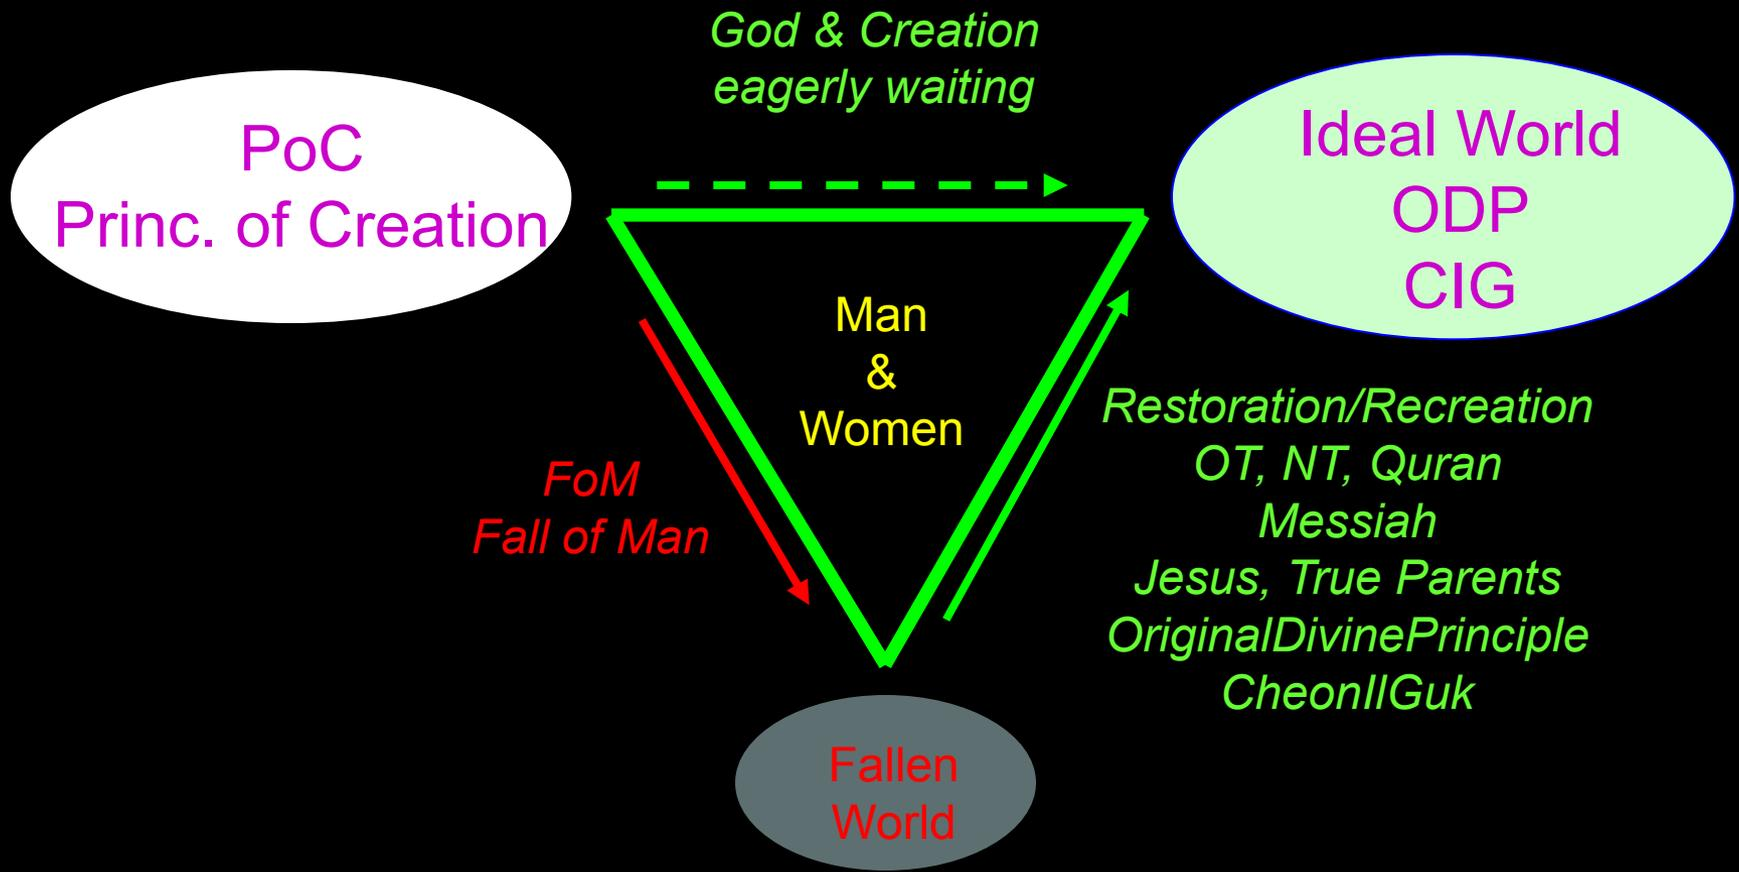 God & Creation
eagerly waiting
PoC
Princ. of Creation
Ideal World
ODP
CIG
Man
&
Women
FoM
Fall of Man
Restoration/Recreation
OT, NT, Quran
Messiah
Jesus, True Parents
OriginalDivinePrinciple
CheonIlGuk
Fallen
World